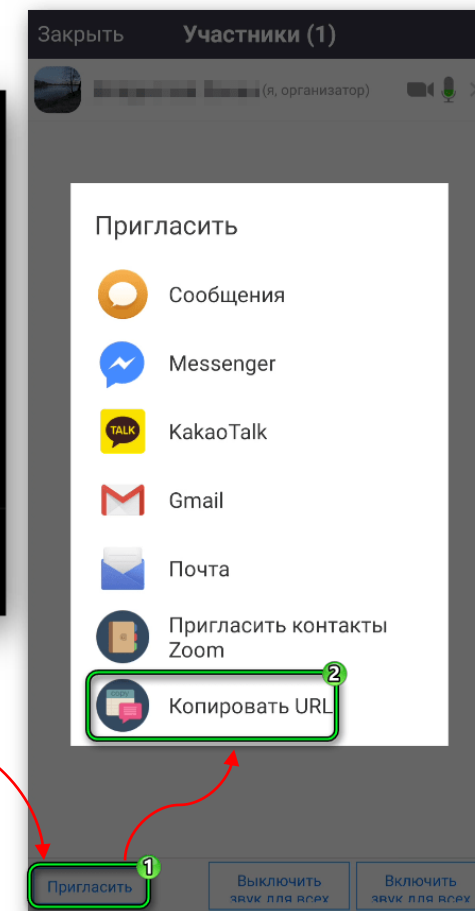 Закрыть Участники (1)
(я, организатор)
Пригласить
Сообщения
Messenger
TALK
KakaoTalk
Gmail
Почта
Пригласить контакты
Zoom
2
copy
Копировать URL
1
Пригласить
Выключить
звук для всех
Включить
звук для всех